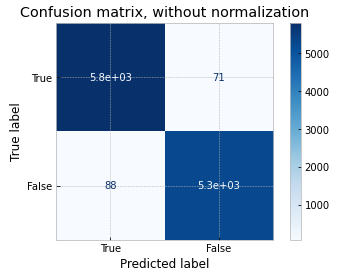 Confusion matrix, without normalization
True label
True
5.8e+03 71
False
88 5.3e+03
True False
Predicted label
5000
4000
3000
2000
1000